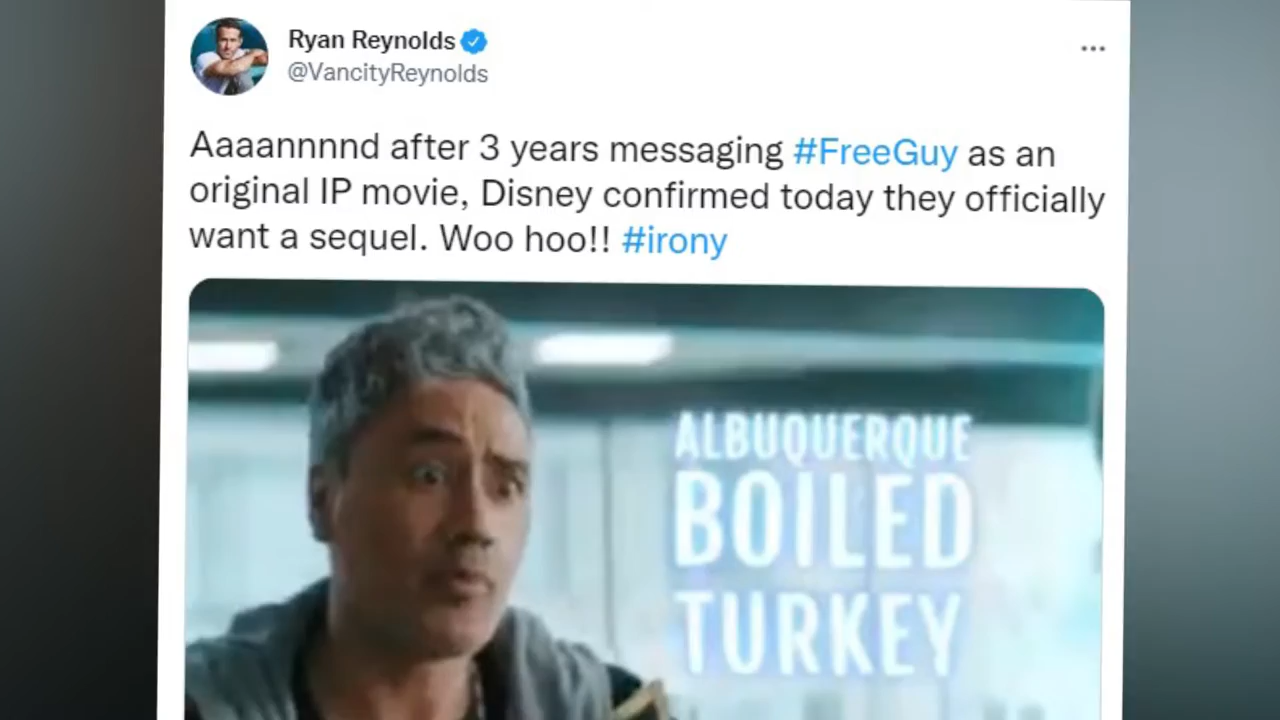 Ryan Reynolds
@VancityReynolds
Aaaannnnd after 3 years messaging #FreeGuy as an
original IP movie, Disney confirmed today they officially
want a sequel. Woo hoo!! #irony
ALBUQUERQUE
BOILED
TURKEY